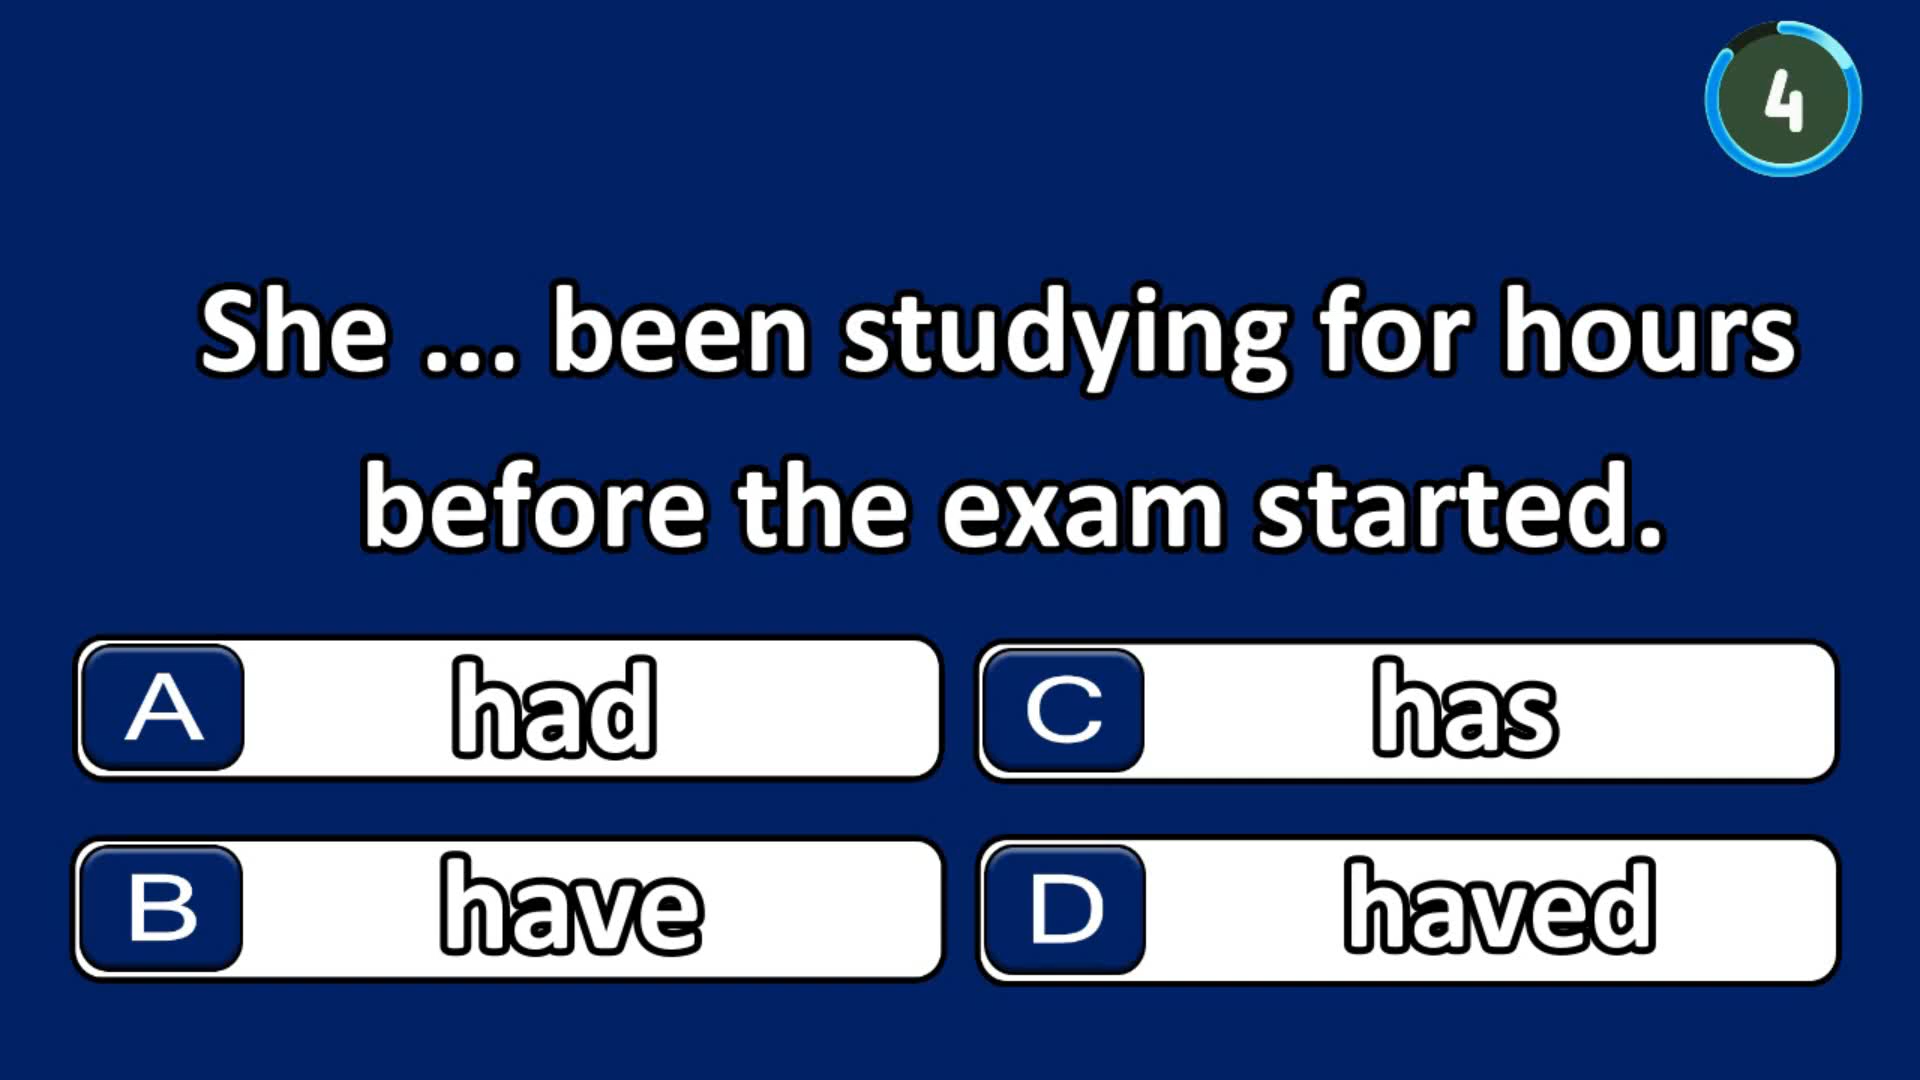 4
She ... been studying for hours
before the exam started.
A had
C has
B have
D haved